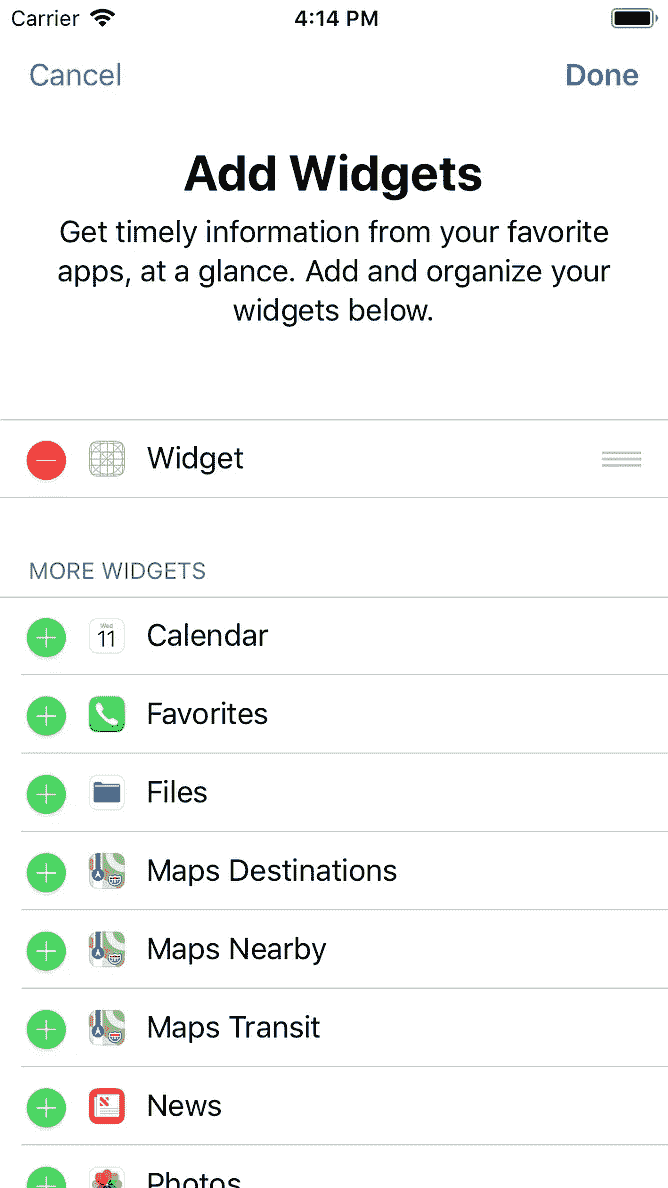 Carrier 4:14 PM
Cancel Done
Add Widgets
Get timely information from your favorite
apps, at a glance. Add and organize your
widgets below.
Widget
MORE WIDGETS
Wed
11
Calendar
Favorites
Files
Maps Destinations
Maps Nearby
Maps Transit
News
Photos